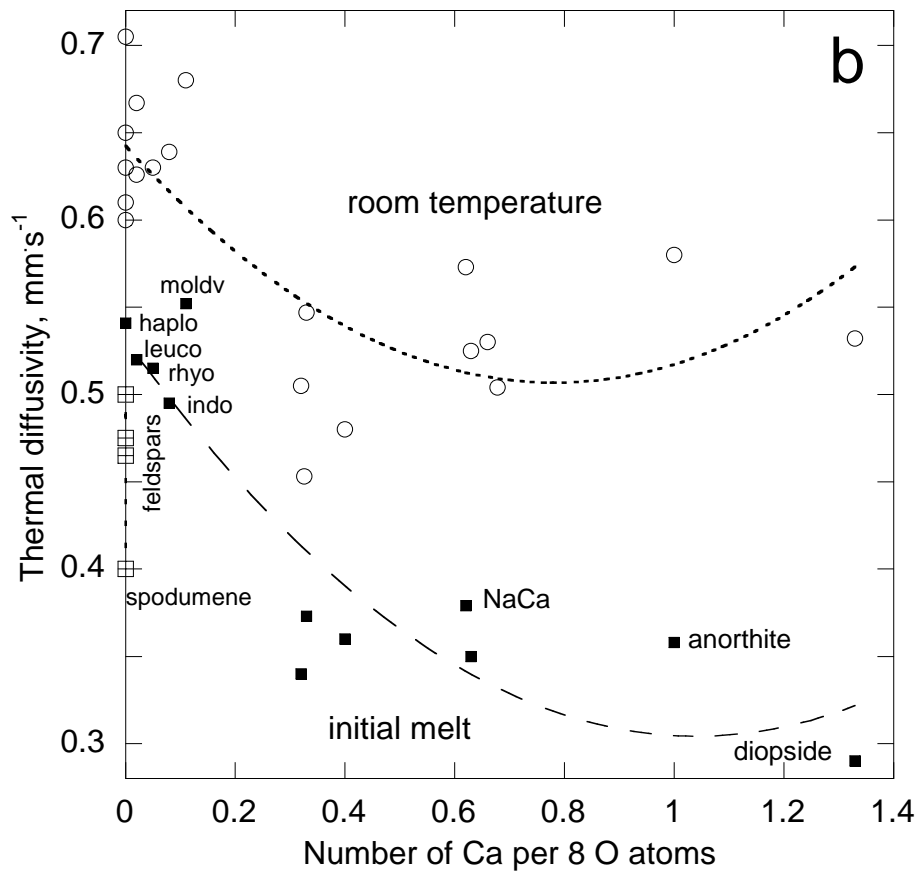 b
0.7
0.6
0.5
0.4
0.3
Thermal diffusivity, mm·s⁻¹
room temperature
moldv
haplo
leuco
rhyo
indo
feldspars
spodumene
NaCa
anorthite
initial melt
diopside
0 0.2 0.4 0.6 0.8 1 1.2 1.4
Number of Ca per 8 O atoms